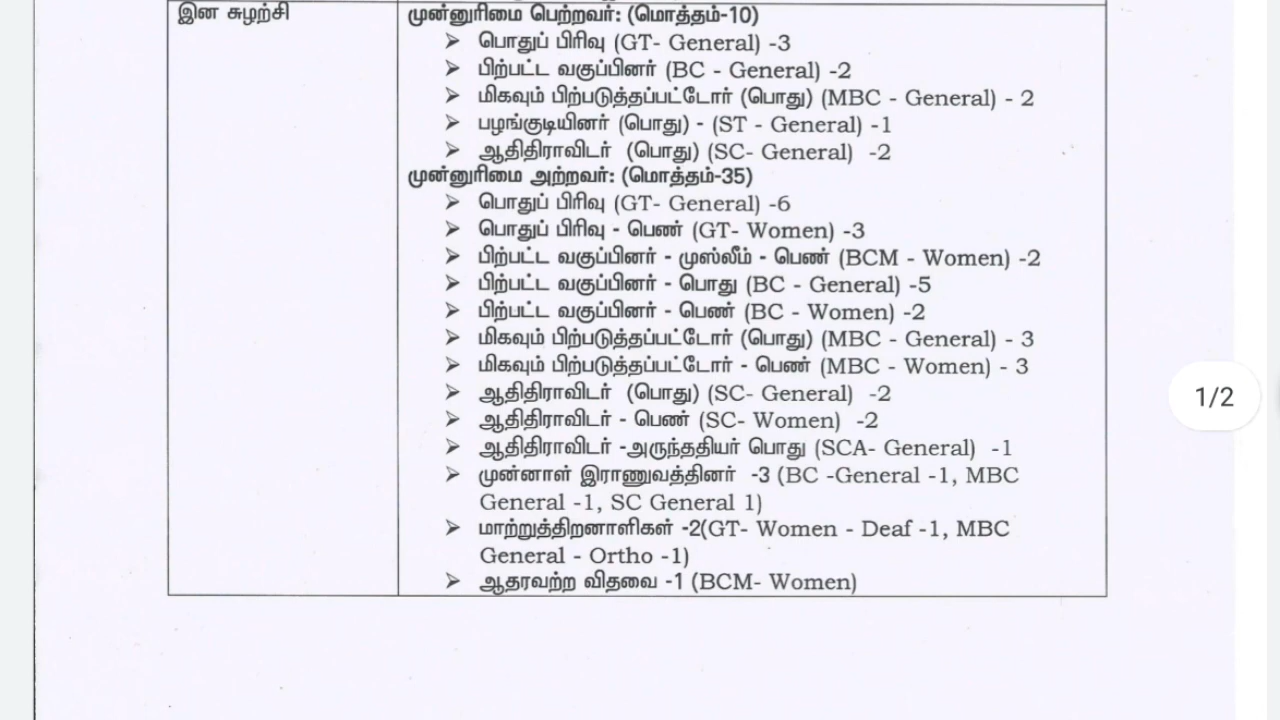 இன சுழற்சி
முன்னுரிமை பெற்றவர்: (மொத்தம்-10)
➢ பொதுப் பிரிவு (GT- General) -3
➢ பிற்பட்ட வகுப்பினர் (BC - General) -2
➢ மிகவும் பிற்படுத்தப்பட்டோர் (பொது) (MBC - General) - 2
➢ பழங்குடியினர் (பொது) - (ST - General) -1
➢ ஆதிதிராவிடர் (பொது) (SC- General) -2
முன்னுரிமை அற்றவர்: (மொத்தம்-35)
➢ பொதுப் பிரிவு (GT- General) -6
➢ பொதுப் பிரிவு - பெண் (GT- Women) -3
➢ பிற்பட்ட வகுப்பினர் - முஸ்லீம் - பெண் (BCM - Women) -2
➢ பிற்பட்ட வகுப்பினர் - பொது (BC - General) -5
➢ பிற்பட்ட வகுப்பினர் - பெண் (BC - Women) -2
➢ மிகவும் பிற்படுத்தப்பட்டோர் (பொது) (MBC - General) - 3
➢ மிகவும் பிற்படுத்தப்பட்டோர் - பெண் (MBC - Women) - 3
➢ ஆதிதிராவிடர் (பொது) (SC- General) -2
➢ ஆதிதிராவிடர் - பெண் (SC- Women) -2
➢ ஆதிதிராவிடர் -அருந்ததியர் பொது (SCA- General) -1
➢ முன்னாள் இராணுவத்தினர் -3 (BC -General -1, MBC
General -1, SC General 1)
➢ மாற்றுத்திறனாளிகள் -2(GT- Women - Deaf -1, MBC
General - Ortho -1)
➢ ஆதரவற்ற விதவை -1 (BCM- Women)
1/2